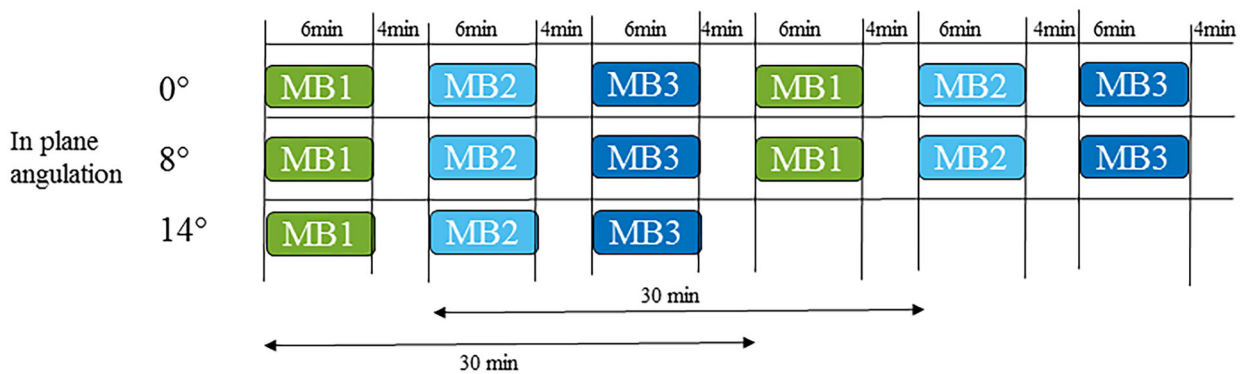 6min 4min 6min 4min 6min 4min 6min 4min 6min 4min 6min 4min
0° MB1 MB2 MB3 MB1 MB2 MB3
In plane
angulation
8° MB1 MB2 MB3 MB1 MB2 MB3
14° MB1 MB2 MB3
30 min
30 min